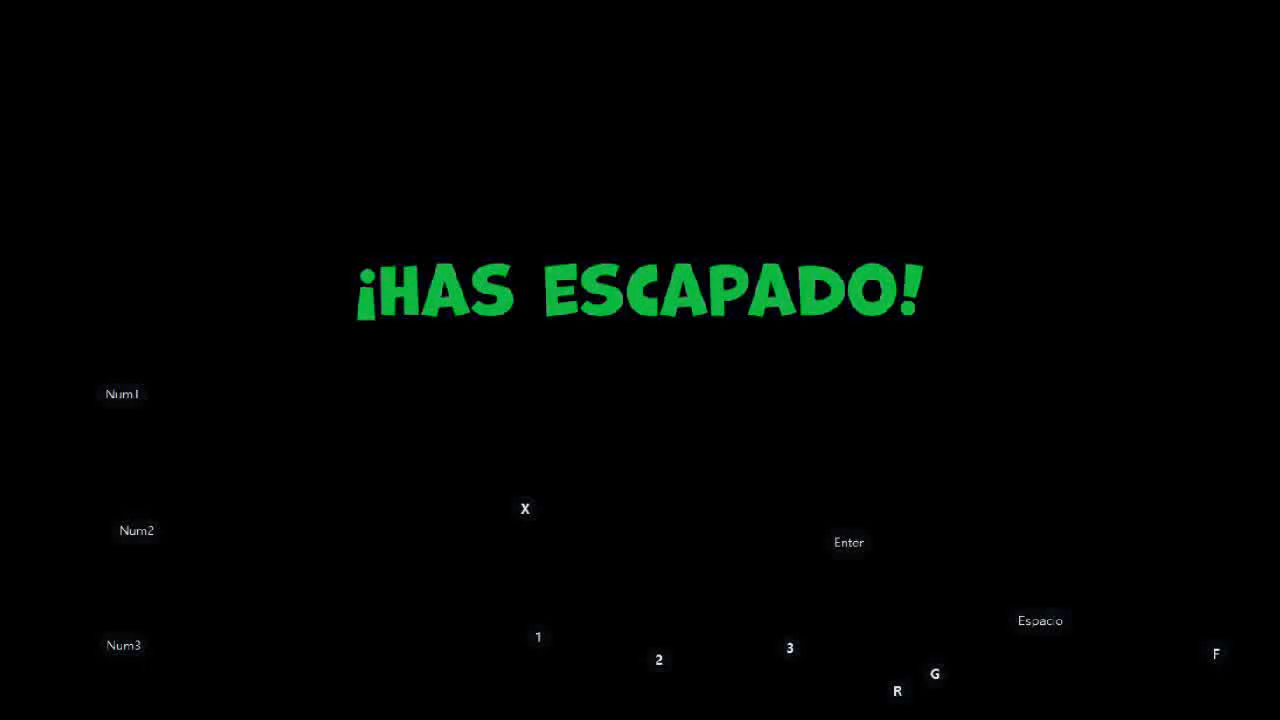 ¡HAS ESCAPADO!
Num1
X
Num2
Enter
Espacio
1
3
Num3
2
F
G
R